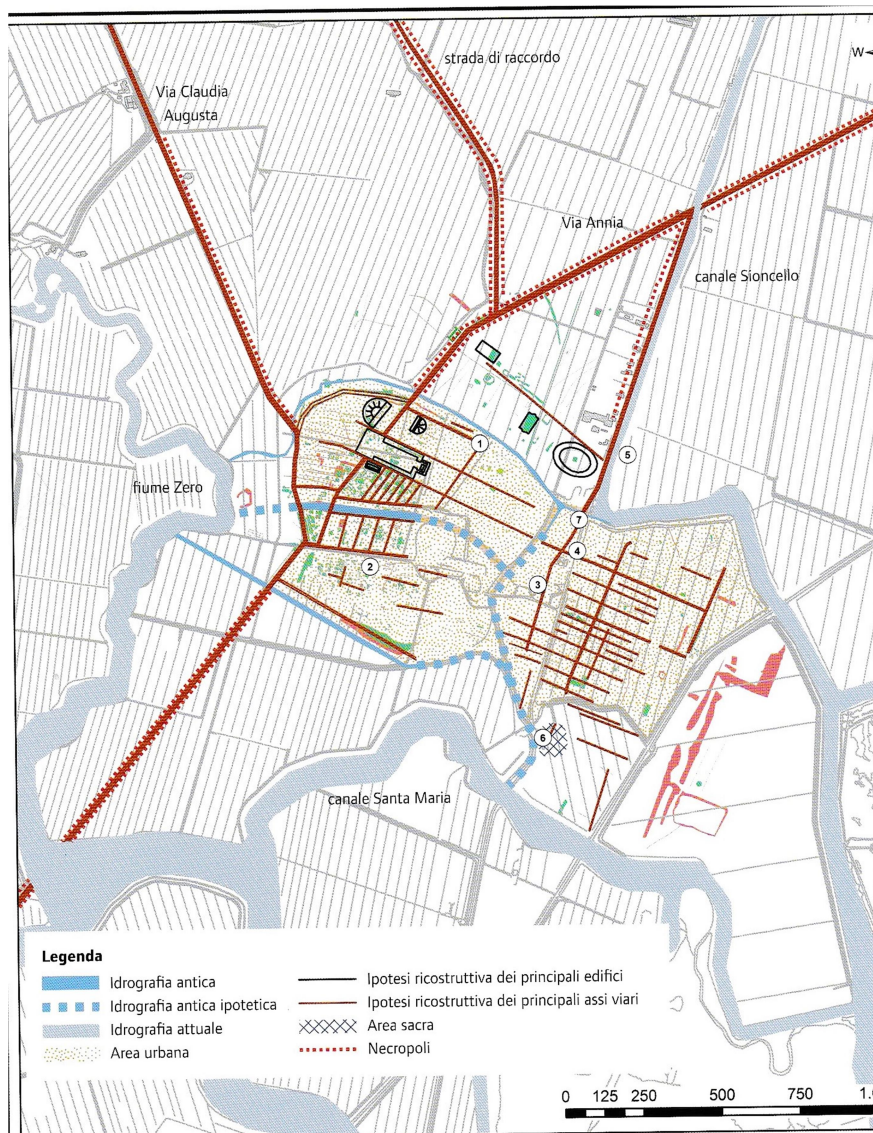 strada di raccordo
W
Via Claudia
Augusta
Via Annia
canale Sioncello
1
5
fiume Zero
7
4
2
3
6
canale Santa Maria
Legenda
Idrografia antica
Idrografia antica ipotetica
Idrografia attuale
Area urbana
Ipotesi ricostruttiva dei principali edifici
Ipotesi ricostruttiva dei principali assi viari
Area sacra
Necropoli
0 125 250 500 750